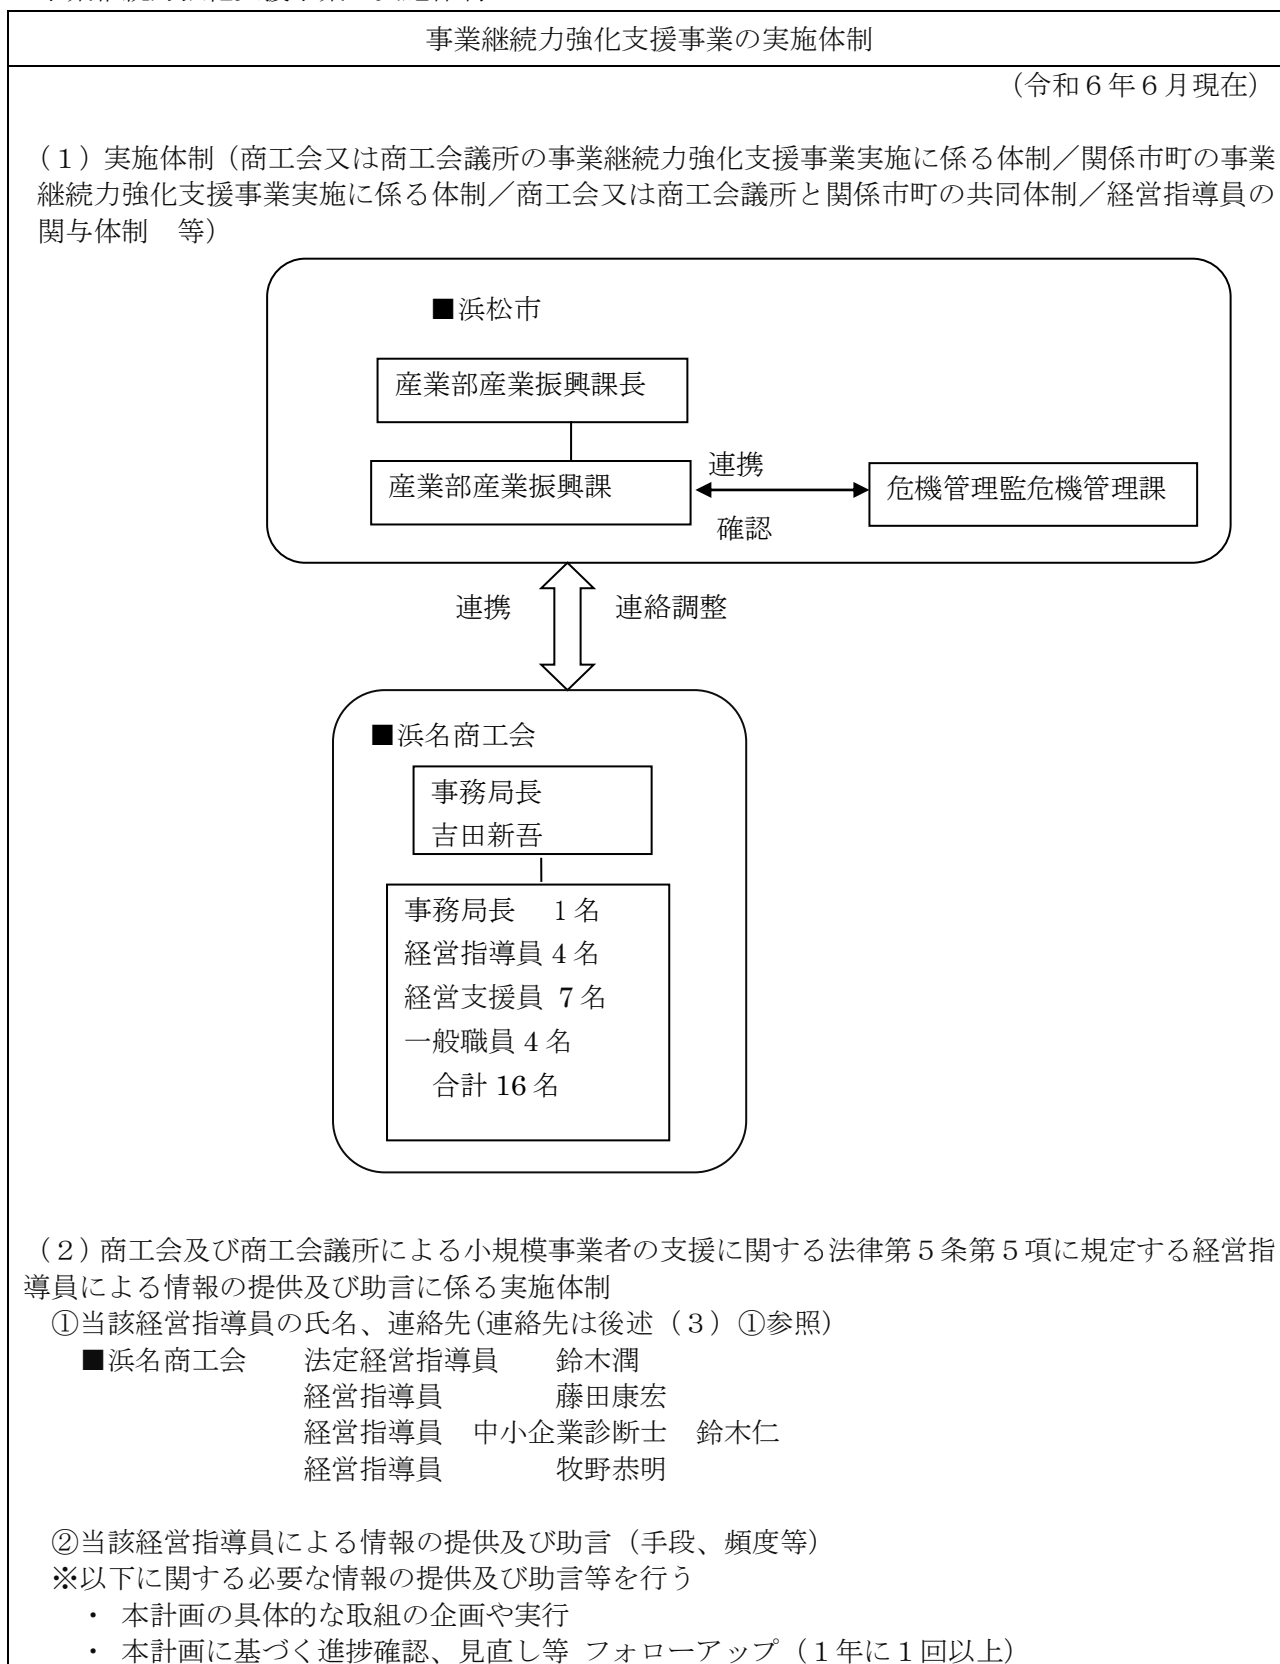 事業継続力強化支援事業の実施体制
（令和６年６月現在）
（１）実施体制（商工会又は商工会議所の事業継続力強化支援事業実施に係る体制／関係市町の事業
継続力強化支援事業実施に係る体制／商工会又は商工会議所と関係市町の共同体制／経営指導員の
関与体制　等）
■浜松市
産業部産業振興課長
産業部産業振興課
連携
確認
危機管理監危機管理課
連携
連絡調整
■浜名商工会
事務局長
吉田新吾
事務局長　１名
経営指導員 4 名
経営支援員 7 名
一般職員 4 名
合計 16 名
（２）商工会及び商工会議所による小規模事業者の支援に関する法律第５条第５項に規定する経営指
導員による情報の提供及び助言に係る実施体制
①当該経営指導員の氏名、連絡先(連絡先は後述（３）①参照）
■浜名商工会　　法定経営指導員　　鈴木潤
経営指導員　　　　藤田康宏
経営指導員　中小企業診断士　鈴木仁
経営指導員　　　　牧野恭明
②当該経営指導員による情報の提供及び助言（手段、頻度等）
※以下に関する必要な情報の提供及び助言等を行う
・ 本計画の具体的な取組の企画や実行
・ 本計画に基づく進捗確認、見直し等 フォローアップ（１年に１回以上）